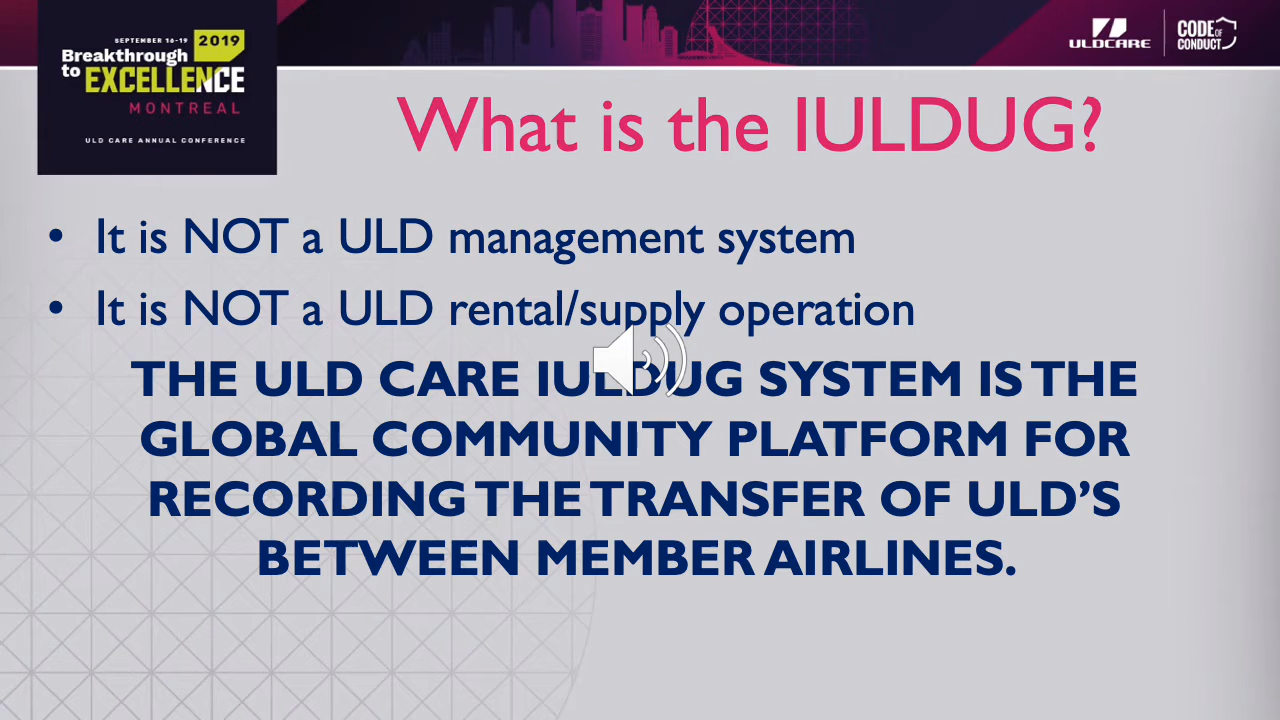 SEPTEMBER 16-19 2019
Breakthrough
to EXCELLENCE
MONTREAL
ULD CARE ANNUAL CONFERENCE
ULDCARE
CODE OF
CONDUCT
What is the IULDUG?
• It is NOT a ULD management system
• It is NOT a ULD rental/supply operation
THE ULD CARE IULDUG SYSTEM IS THE
GLOBAL COMMUNITY PLATFORM FOR
RECORDING THE TRANSFER OF ULD’S
BETWEEN MEMBER AIRLINES.